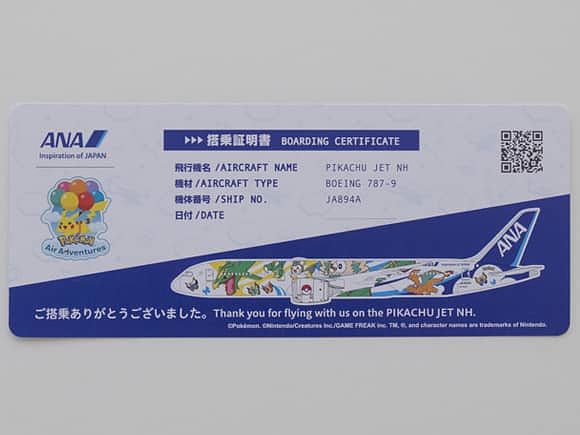 ANA
Inspiration of JAPAN
搭乗証明書 BOARDING CERTIFICATE
飛行機名 /AIRCRAFT NAME PIKACHU JET NH
機材 /AIRCRAFT TYPE BOEING 787-9
機体番号 /SHIP NO. JA894A
日付 /DATE
Pokémon
Air Adventures
ANA
ご搭乗ありがとうございました。 Thank you for flying with us on the PIKACHU JET NH.
©Pokémon. ©Nintendo/Creatures Inc./GAME FREAK inc. TM, ®, and character names are trademarks of Nintendo.